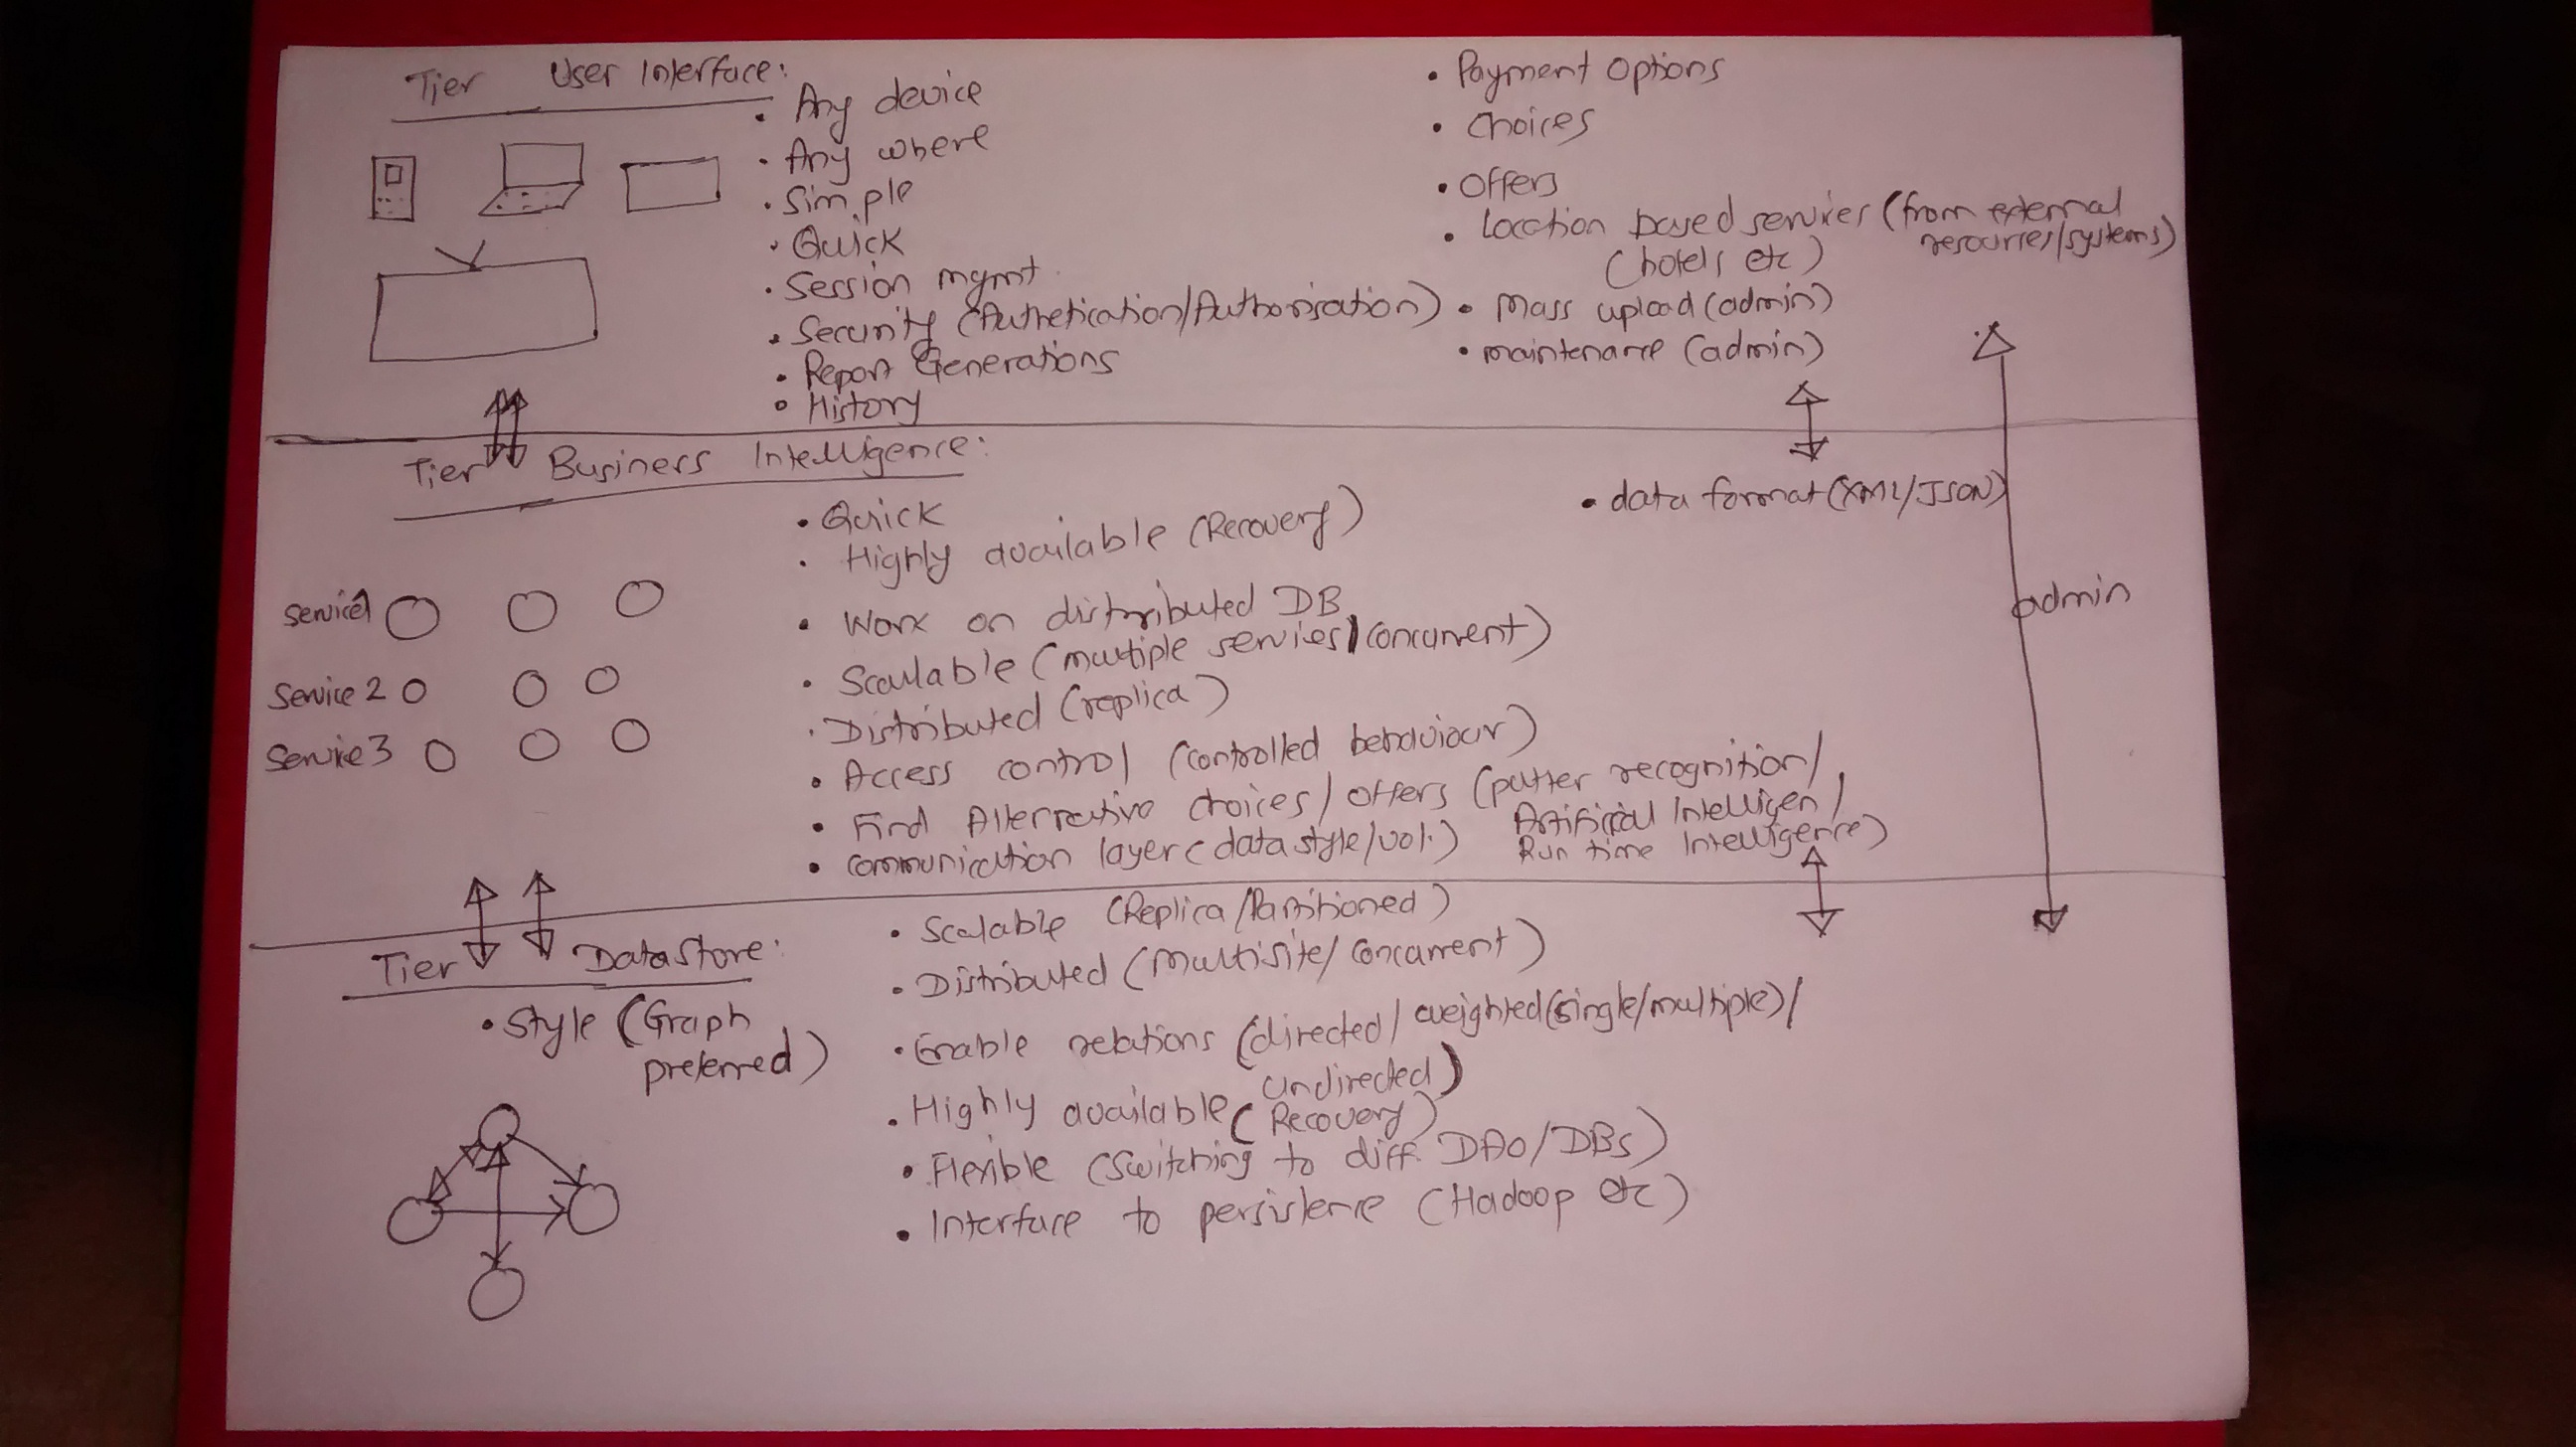 Tier User Interface:
• Any device
• Any where
• Simple
• Quick
• Session mgmt.
• Security (Authetication/Authorisation)
• Report Generations
• History
• Payment Options
• Choices
• Offers
• Location based services (from external
resources/systems)
(hotels etc)
• Mass upload (admin)
• maintenance (admin)
Tier Business Intelligence:
• Quick
• Highly available (Recovery)
• Work on distributed DB
• Scalable (multiple services/concurrent)
• Distributed (replica)
• Access control (controlled behaviour)
• Find Alternative choices/offers (patter recognition/
Artificial Intelligen/
Run time Intelligence)
• communication layer (data style/vol.)
• data format (XML/JSON)
admin
Service1
Service 2
Service 3
Tier DataStore:
• Style (Graph
preferred)
• Scalable (Replica/Partitioned)
• Distributed (Multisite/Concurrent)
• Enable relations (directed/weighted(single/multiple)/
Undirected)
• Highly available (Recovery)
• Flexible (Switching to diff. DAO/DBs)
• Interface to persistence (Hadoop etc)